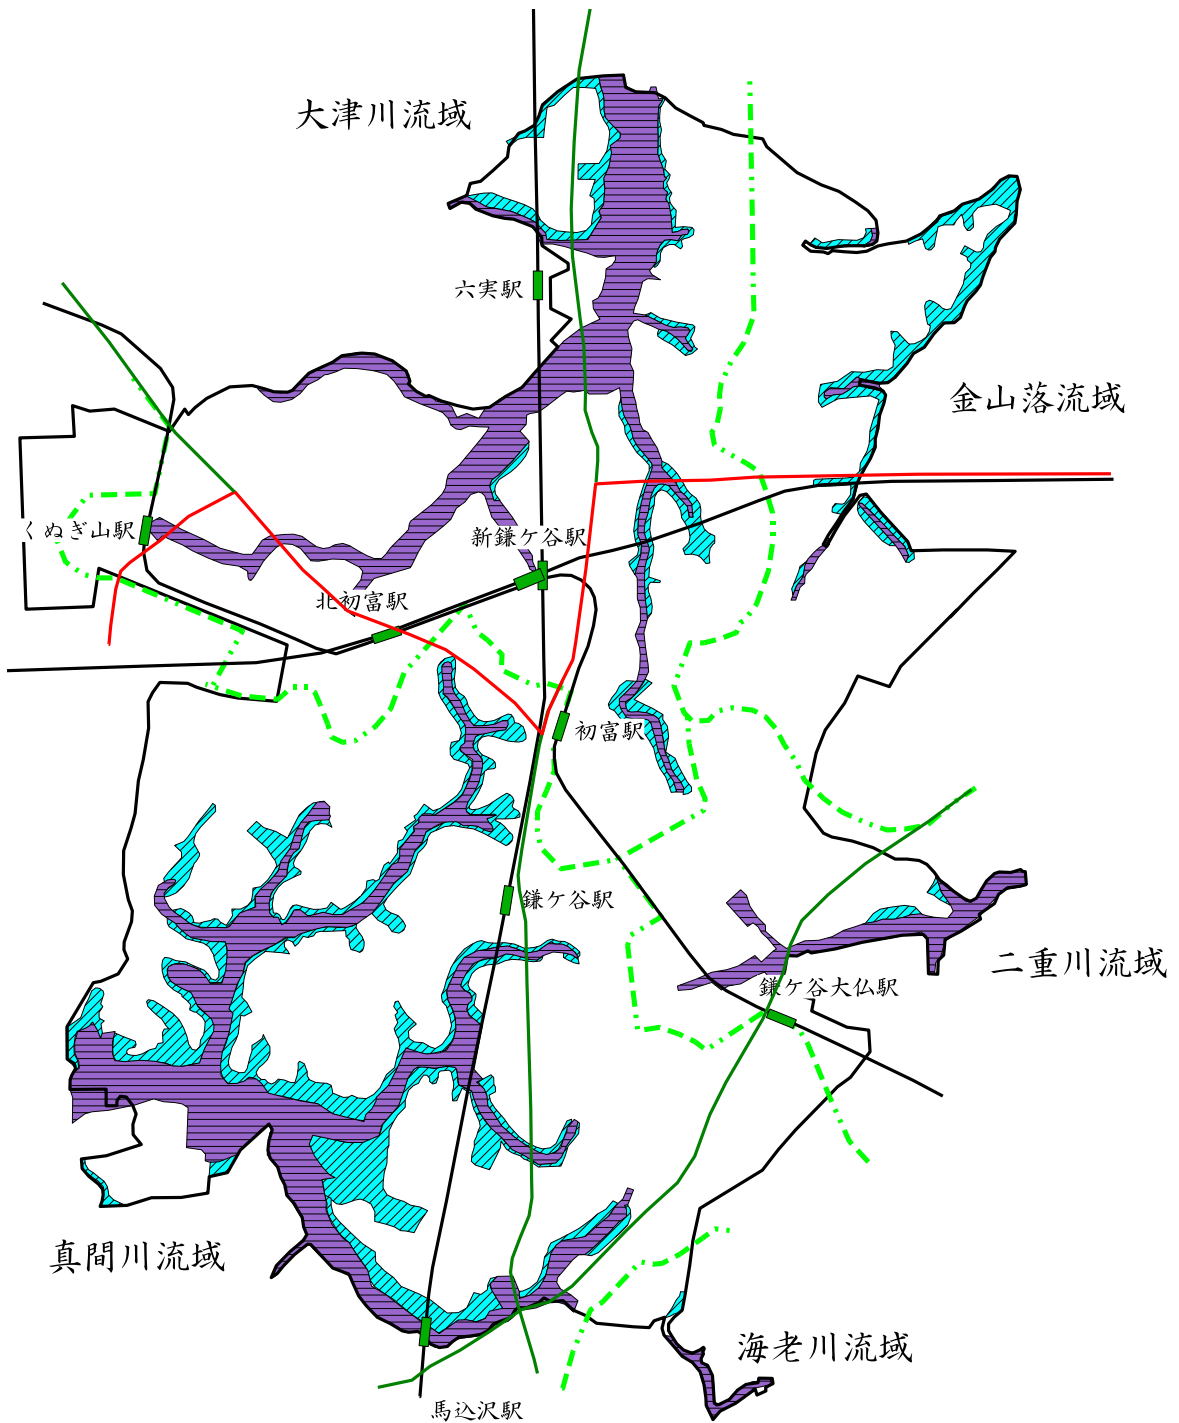 大津川流域
六実駅
金山落流域
くぬぎ山駅
新鎌ケ谷駅
北初富駅
初富駅
鎌ケ谷駅
二重川流域
鎌ケ谷大仏駅
真間川流域
海老川流域
馬込沢駅